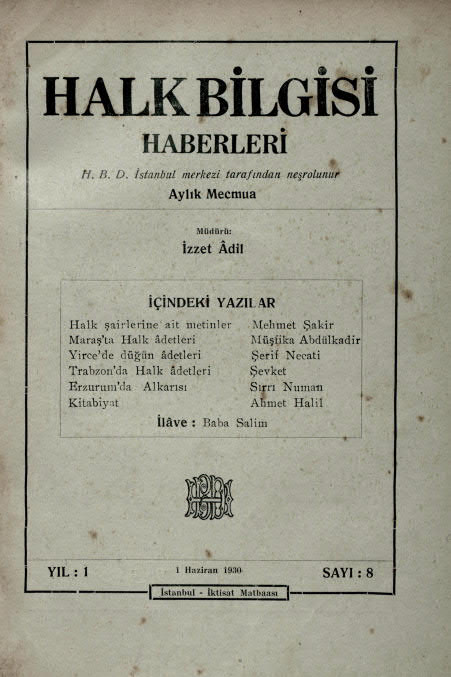 HALK BİLGİSİ
HABERLERİ
H. B. D. İstanbul merkezi tarafından neşrolunur
Aylık Mecmua
Müdürü:
İzzet Âdil
İÇİNDEKİ YAZILAR
Halk şairlerine ait metinler Mehmet Şakir
Maraş'ta Halk âdetleri Müşfika Abdülkadir
Yirce'de düğün âdetleri Şerif Necati
Trabzon'da Halk âdetleri Şevket
Erzurum'da Alkarısı Sırrı Numan
Kitabiyat Ahmet Halil
İlâve : Baba Salim
YIL : 1 1 Haziran 1930 SAYI : 8
İstanbul - İktisat Matbaası